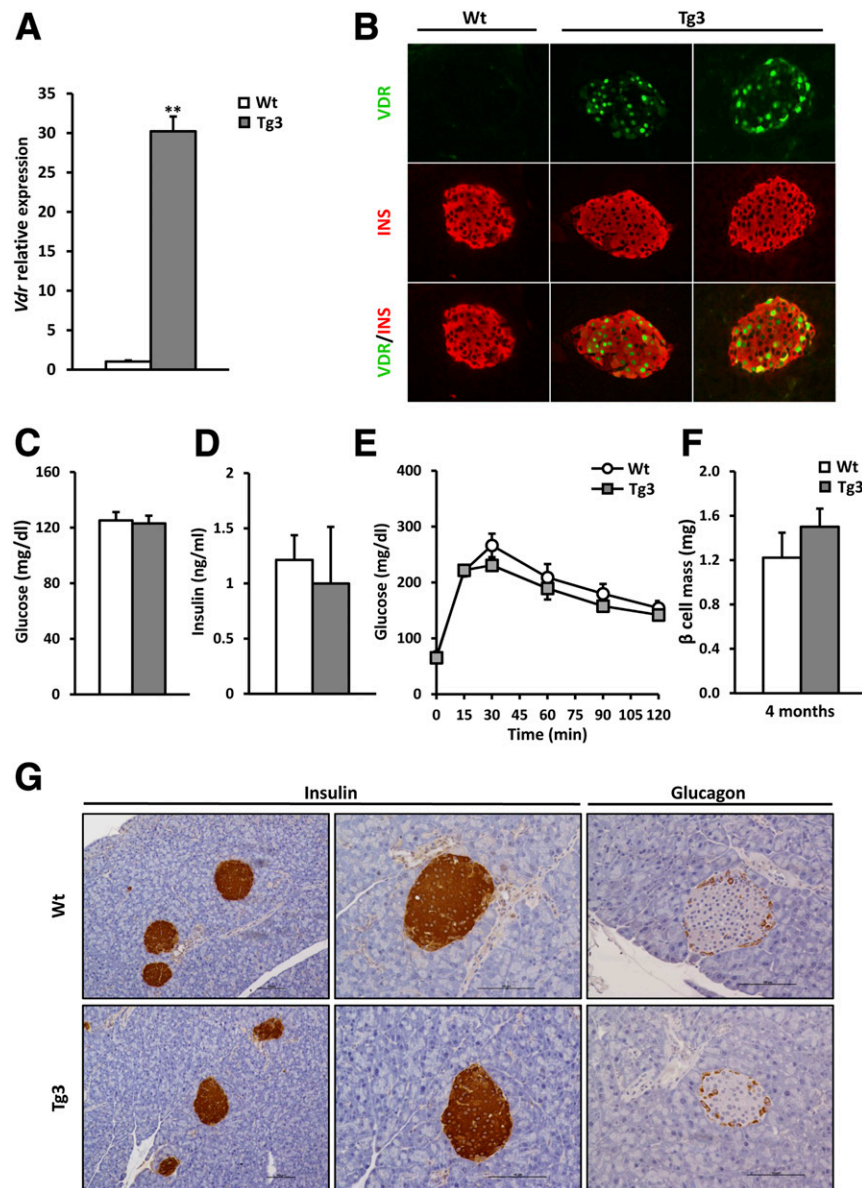 A
Vdr relative expression
35
30
25
20
15
10
5
0
**
Wt
Tg3
B
Wt
Tg3
VDR
INS
VDR/INS
C
Glucose (mg/dl)
160
120
80
40
0
D
Insulin (ng/ml)
2
1.5
1
0.5
0
E
Glucose (mg/dl)
400
300
200
100
0
Wt
Tg3
0 15 30 45 60 75 90 105 120
Time (min)
F
β cell mass (mg)
2.0
1.6
1.2
0.8
0.4
0.0
Wt
Tg3
4 months
G
Insulin
Glucagon
Wt
Tg3